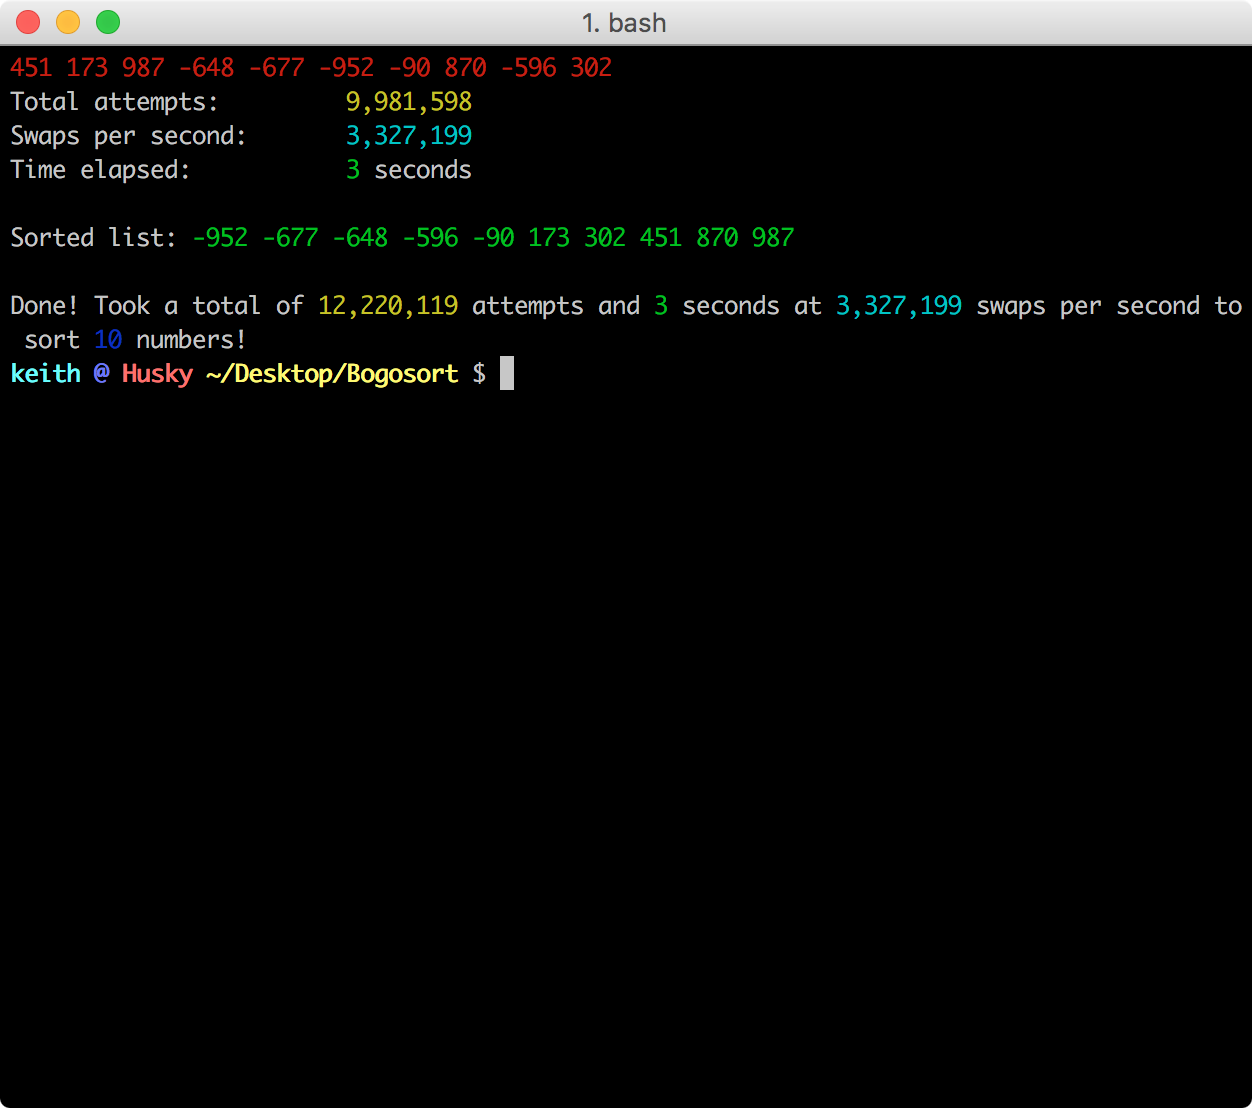 1. bash
451 173 987 -648 -677 -952 -90 870 -596 302
Total attempts: 9,981,598
Swaps per second: 3,327,199
Time elapsed: 3 seconds
Sorted list: -952 -677 -648 -596 -90 173 302 451 870 987
Done! Took a total of 12,220,119 attempts and 3 seconds at 3,327,199 swaps per second to
sort 10 numbers!
keith @ Husky ~/Desktop/Bogosort $